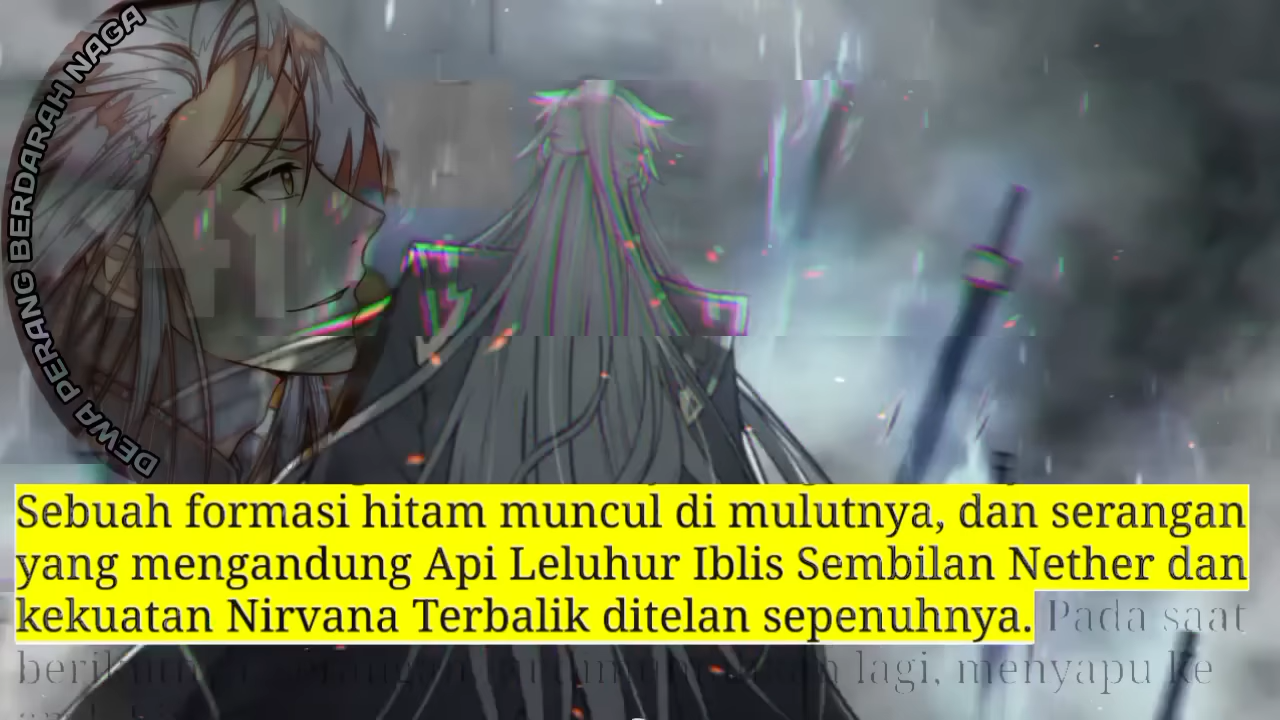 DEWA PERANG BERDARAH NAGA
Sebuah formasi hitam muncul di mulutnya, dan serangan
yang mengandung Api Leluhur Iblis Sembilan Nether dan
kekuatan Nirvana Terbalik ditelan sepenuhnya. Pada saat
lagi, menyapu ke